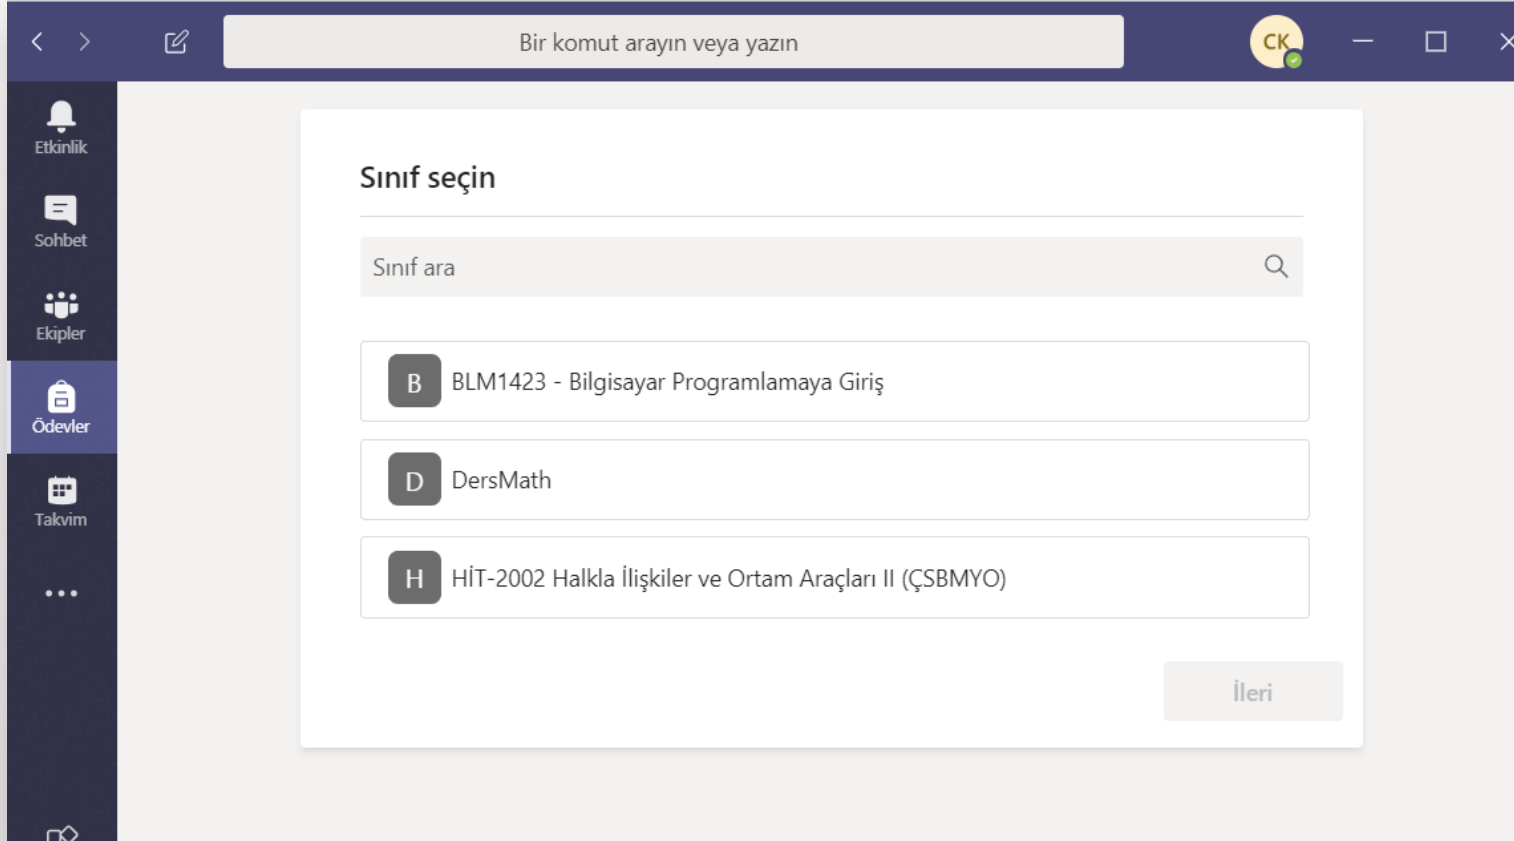 Bir komut arayın veya yazın
CK
Etkinlik
Sohbet
Ekipler
Ödevler
Takvim
Sınıf seçin
Sınıf ara
B BLM1423 - Bilgisayar Programlamaya Giriş
D DersMath
H HİT-2002 Halkla İlişkiler ve Ortam Araçları II (ÇSBMYO)
İleri